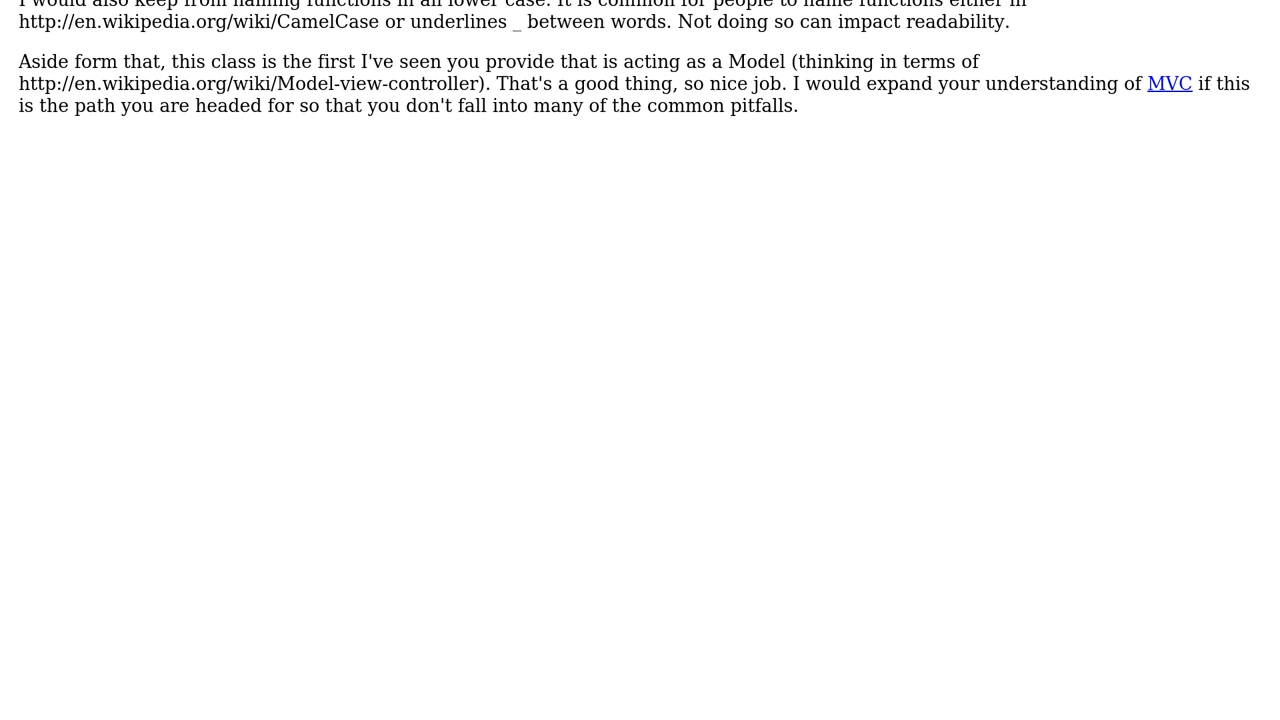 I would also keep from naming functions in all lower case. It is common for people to name functions either in
http://en.wikipedia.org/wiki/CamelCase or underlines _ between words. Not doing so can impact readability.
Aside form that, this class is the first I've seen you provide that is acting as a Model (thinking in terms of
http://en.wikipedia.org/wiki/Model-view-controller). That's a good thing, so nice job. I would expand your understanding of MVC if this
is the path you are headed for so that you don't fall into many of the common pitfalls.